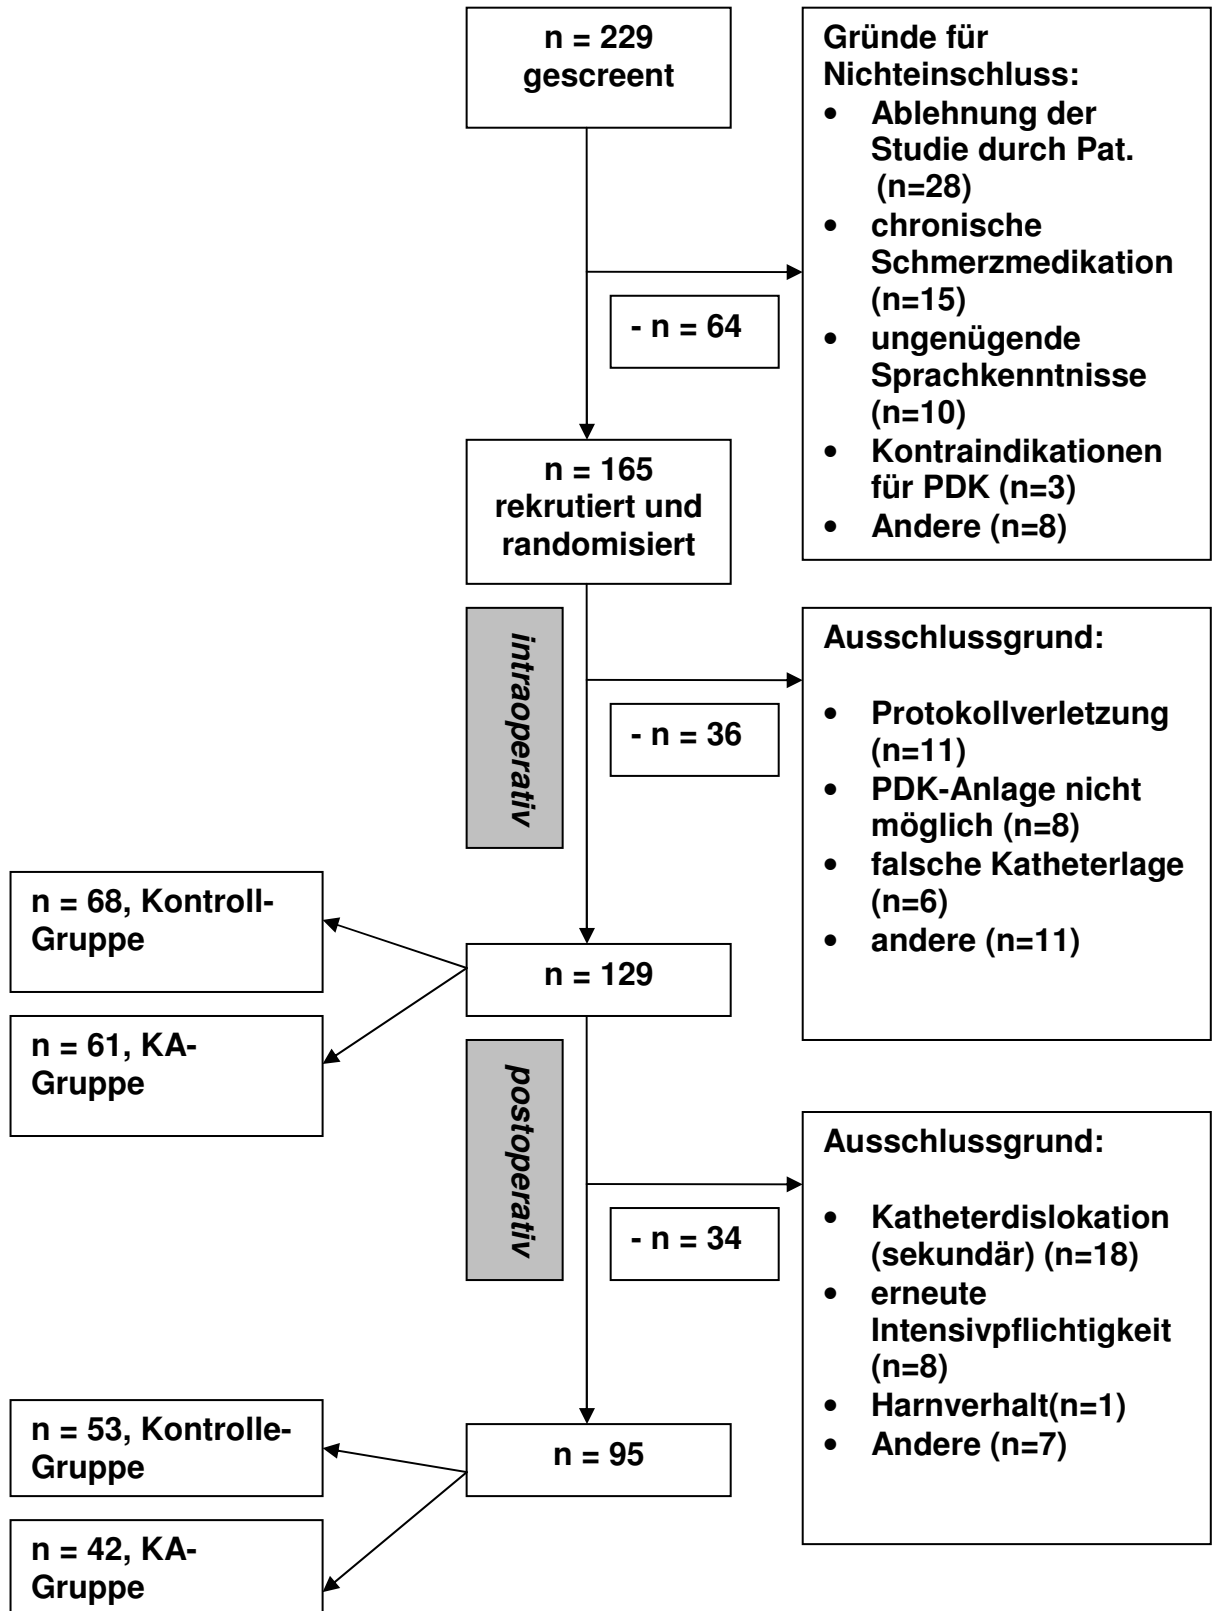 n = 229
gescreent
Gründe für
Nichteinschluss:
• Ablehnung der
Studie durch Pat.
(n=28)
• chronische
Schmerzmedikation
(n=15)
• ungenügende
Sprachkenntnisse
(n=10)
• Kontraindikationen
für PDK (n=3)
• Andere (n=8)
- n = 64
n = 165
rekrutiert und
randomisiert
intraoperativ
- n = 36
Ausschlussgrund:
• Protokollverletzung
(n=11)
• PDK-Anlage nicht
möglich (n=8)
• falsche Katheterlage
(n=6)
• andere (n=11)
n = 68, Kontroll-
Gruppe
n = 129
n = 61, KA-
Gruppe
postoperativ
- n = 34
Ausschlussgrund:
• Katheterdislokation
(sekundär) (n=18)
• erneute
Intensivpflichtigkeit
(n=8)
• Harnverhalt(n=1)
• Andere (n=7)
n = 53, Kontrolle-
Gruppe
n = 95
n = 42, KA-
Gruppe